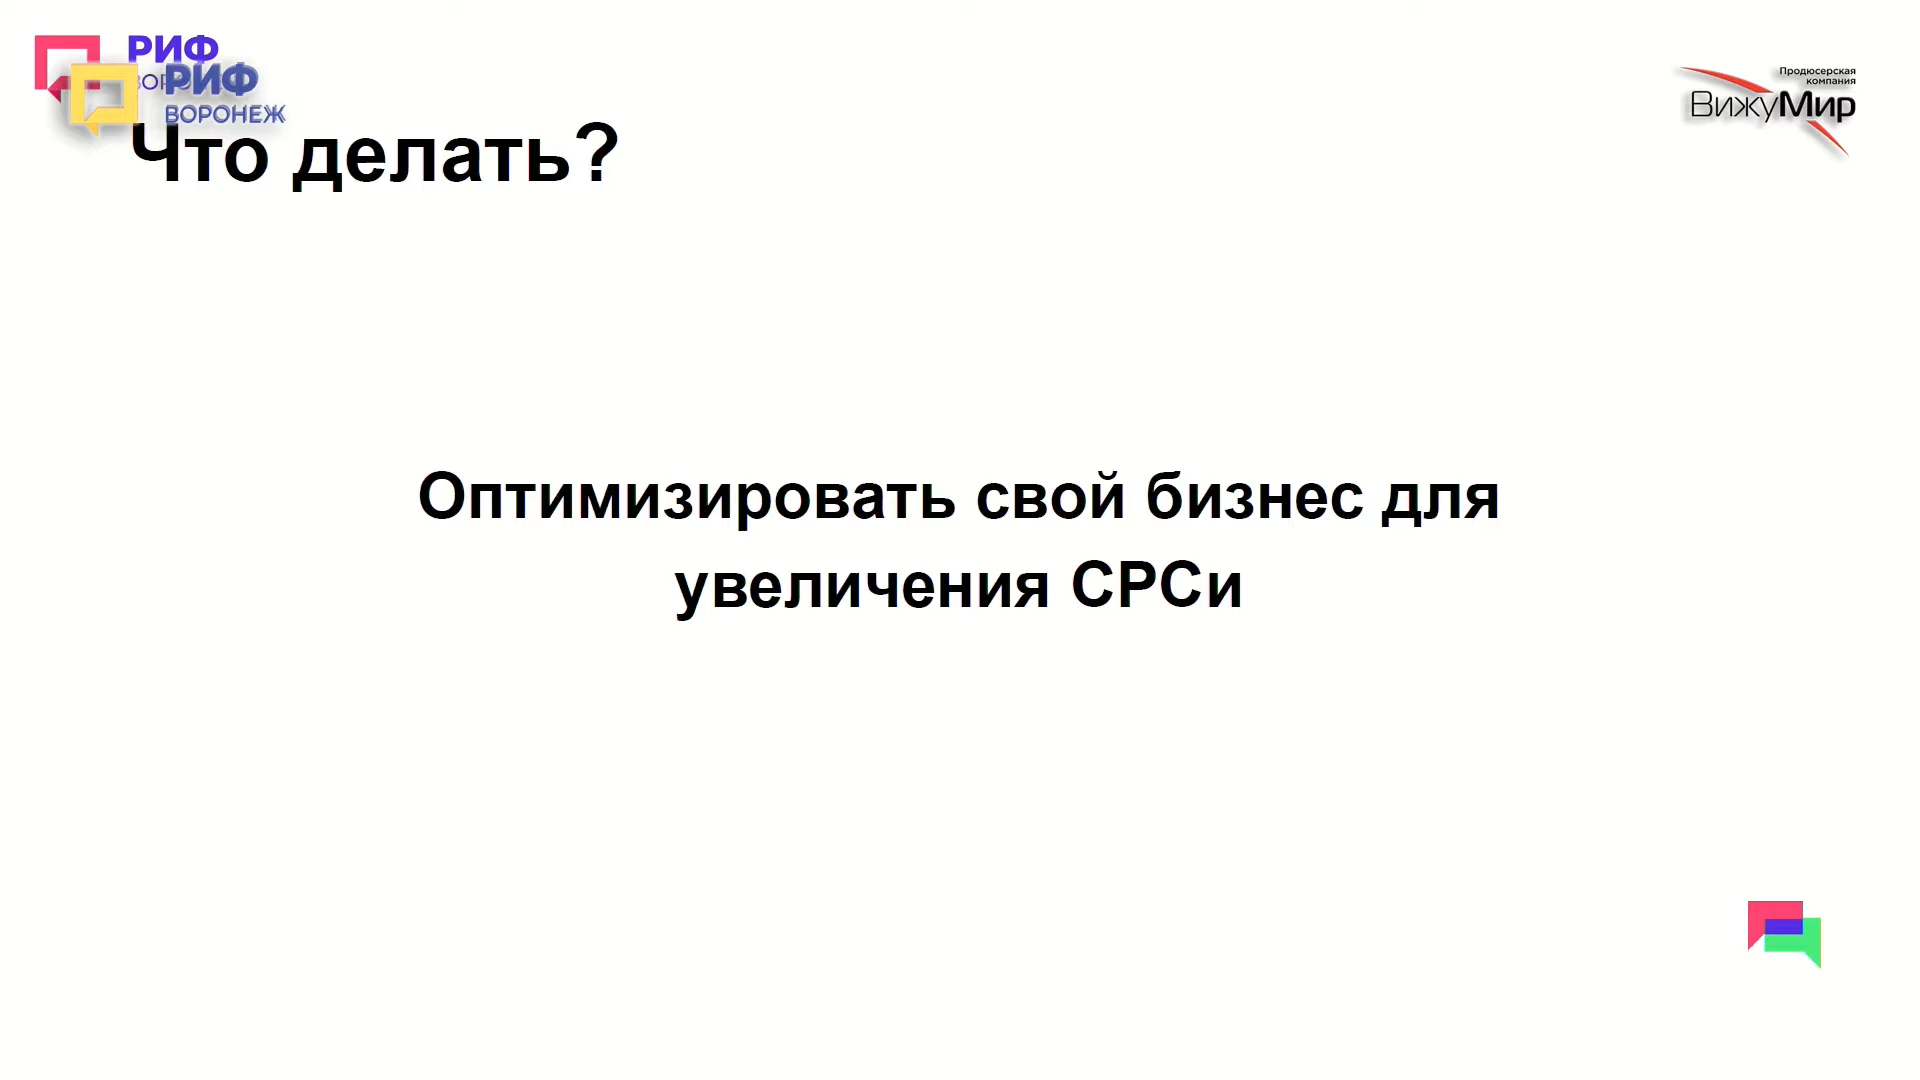 РИФ
РИФ
ВОРОНЕЖ
Продюсерская
компания
ВижуМир
Что делать?
Оптимизировать свой бизнес для
увеличения СРСи